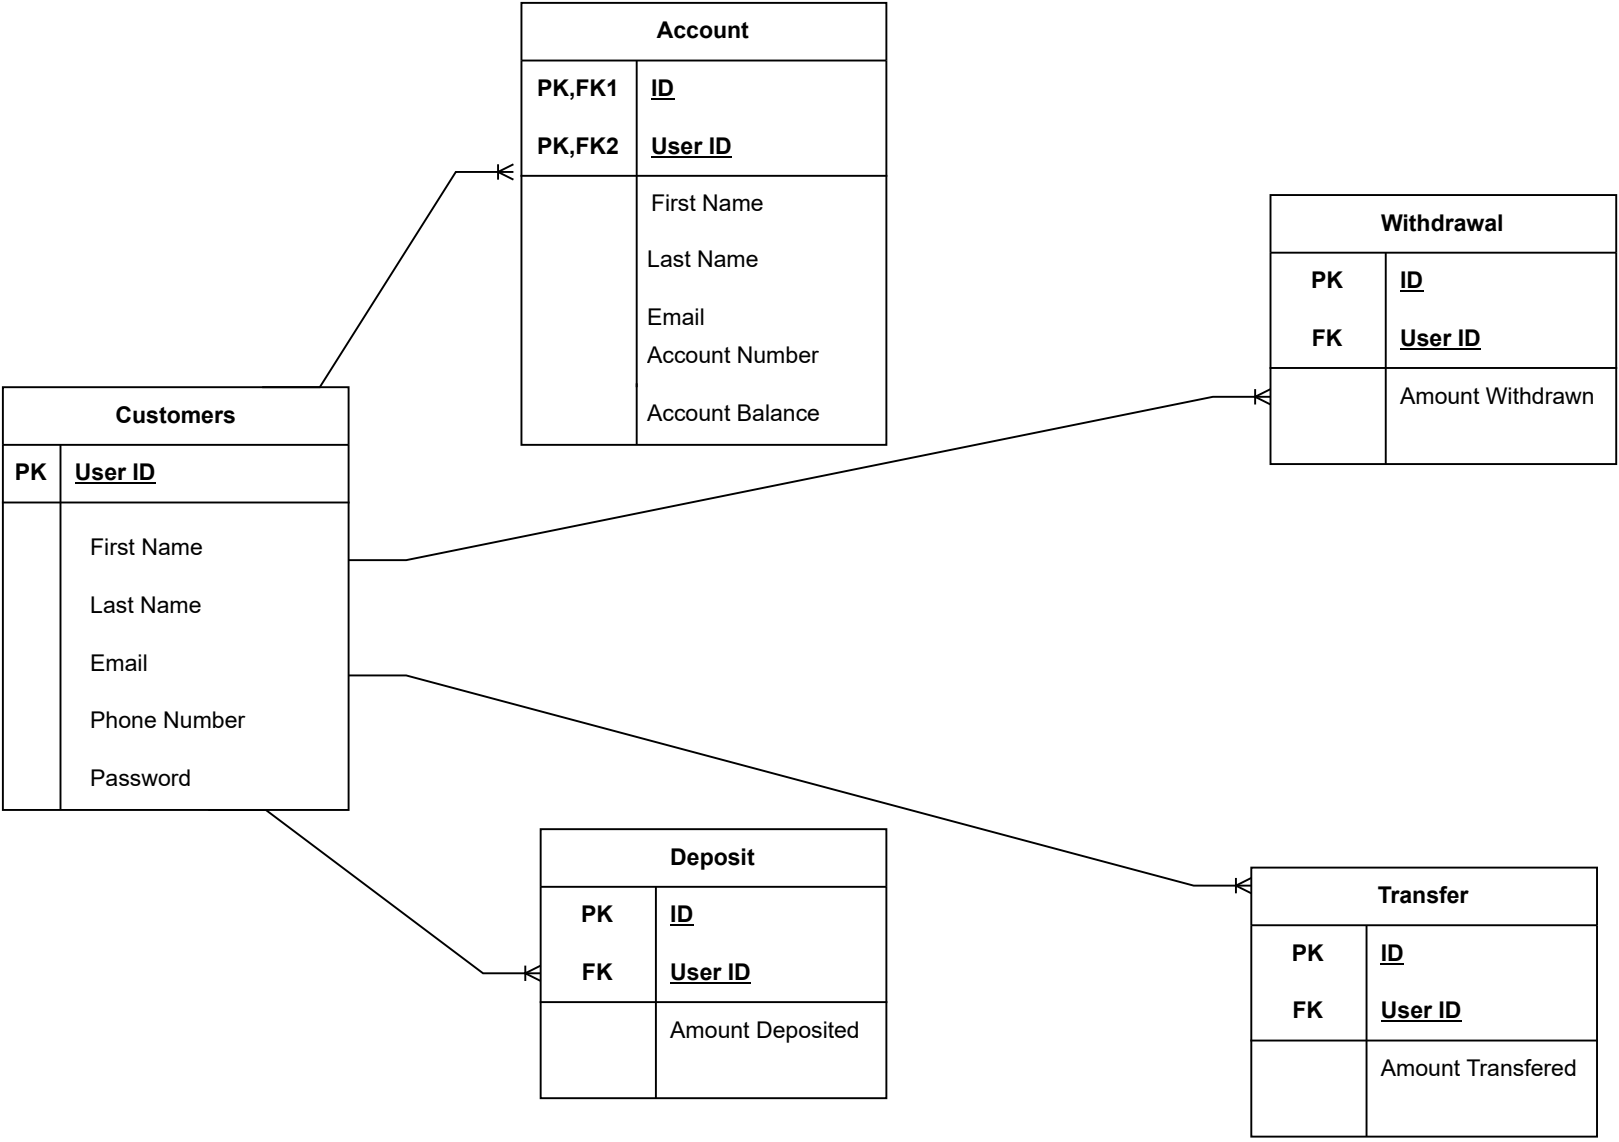 Account
PK,FK1 ID
PK,FK2 User ID
First Name
Last Name
Email
Account Number
Account Balance
Withdrawal
PK ID
FK User ID
Amount Withdrawn
Customers
PK User ID
First Name
Last Name
Email
Phone Number
Password
Deposit
PK ID
FK User ID
Amount Deposited
Transfer
PK ID
FK User ID
Amount Transfered